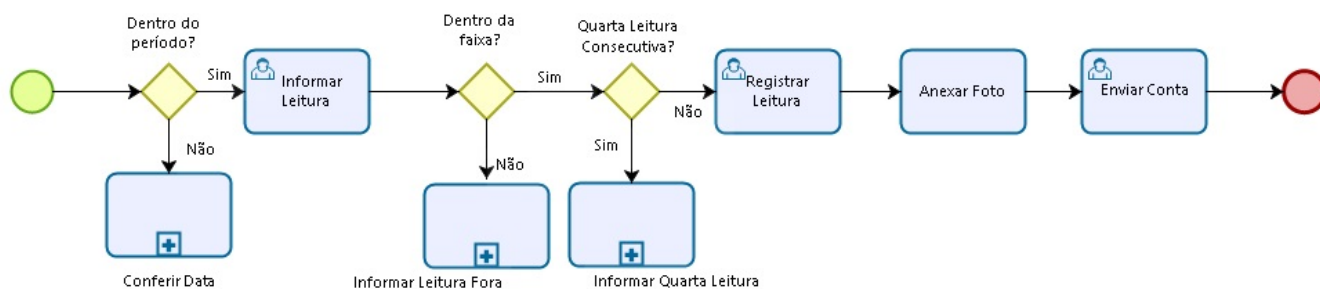 Dentro do
período?
Sim
Não
Conferir Data
Informar
Leitura
Dentro da
faixa?
Sim
Não
Informar Leitura Fora
Quarta Leitura
Consecutiva?
Não
Sim
Informar Quarta Leitura
Registrar
Leitura
Anexar Foto
Enviar Conta